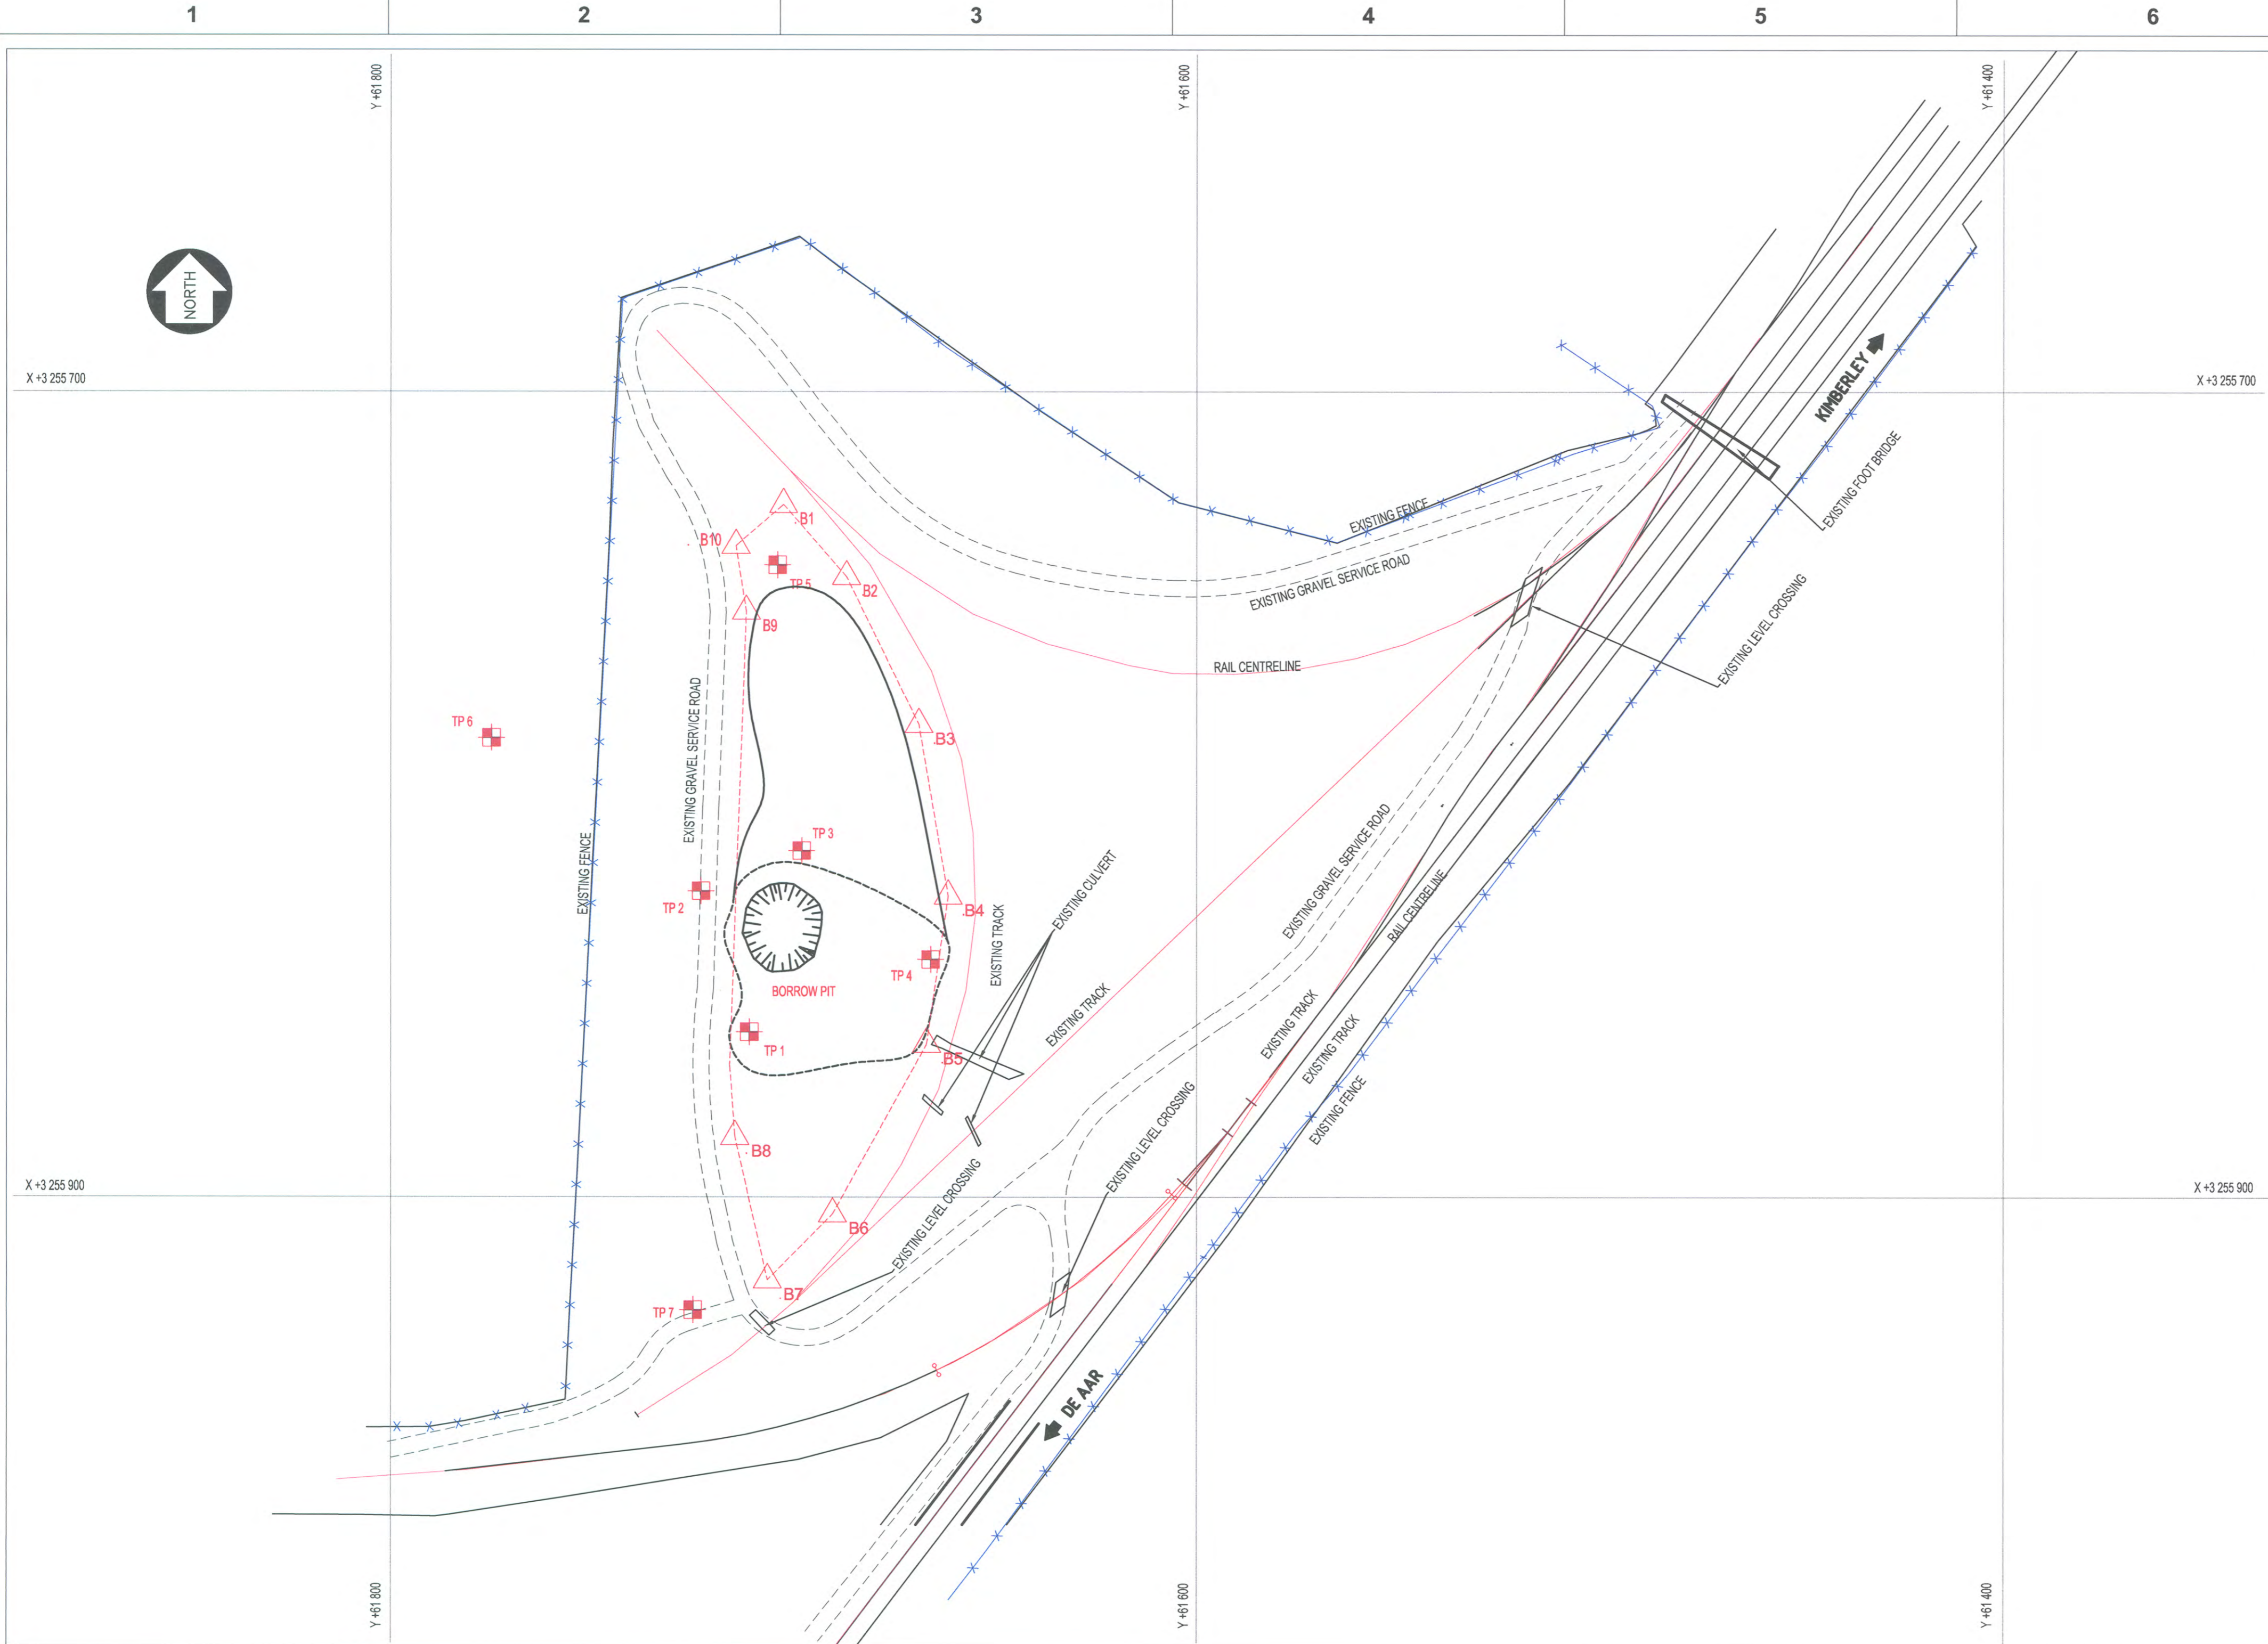 1
2
3
4
5
6
Y +61 800
Y +61 600
Y +61 400
NORTH
X +3 255 700
X +3 255 700
KIMBERLEY
EXISTING FOOT BRIDGE
EXISTING FENCE
EXISTING GRAVEL SERVICE ROAD
EXISTING LEVEL CROSSING
RAIL CENTRELINE
B1
B10
TP 5
B2
B9
TP 6
EXISTING GRAVEL SERVICE ROAD
B3
TP 3
EXISTING FENCE
TP 2
B4
EXISTING CULVERT
EXISTING TRACK
EXISTING GRAVEL SERVICE ROAD
RAIL CENTRELINE
TP 4
BORROW PIT
EXISTING TRACK
EXISTING TRACK
EXISTING TRACK
TP 1
B5
EXISTING FENCE
EXISTING LEVEL CROSSING
B8
X +3 255 900
X +3 255 900
EXISTING LEVEL CROSSING
B6
B7
TP 7
DE AAR
Y +61 800
Y +61 600
Y +61 400